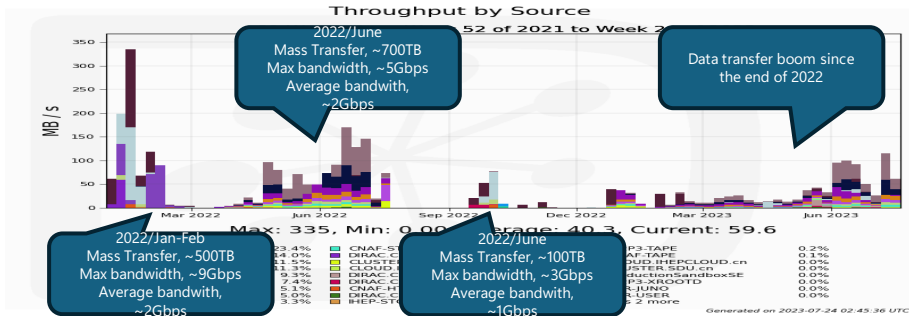 Throughput by Source
52 of 2021 to Week 2
2022/June
Mass Transfer, ~700TB
Max bandwidth, ~5Gbps
Average bandwith,
~2Gbps
Data transfer boom since
the end of 2022
MB / s
350
300
250
200
150
100
50
0
Mar 2022
Jun 2022
Sep 2022
Dec 2022
Mar 2023
Jun 2023
Max: 335, Min: 0.00, Average: 40.3, Current: 59.6
2022/Jan-Feb
Mass Transfer, ~500TB
Max bandwidth, ~9Gbps
Average bandwith,
~2Gbps
2022/June
Mass Transfer, ~100TB
Max bandwidth, ~3Gbps
Average bandwith,
~1Gbps
23.4% CNAF-S P3-TAPE 0.2%
14.0% DIRAC. AF-TAPE 0.1%
11.5% CLUSTER .IHEPCLOUD.cn 0.0%
11.3% CLOUD. USTER.SDU.cn 0.0%
9.3% DIRAC.C ductionSandboxSE 0.0%
7.4% DIRAC.C P3-XROOTD 0.0%
5.1% CNAF-H -JUNO 0.0%
5.0% DIRAC. -USER 0.0%
3.3% IHEP-ST 2 more
Generated on 2023-07-24 02:45:36 UTC